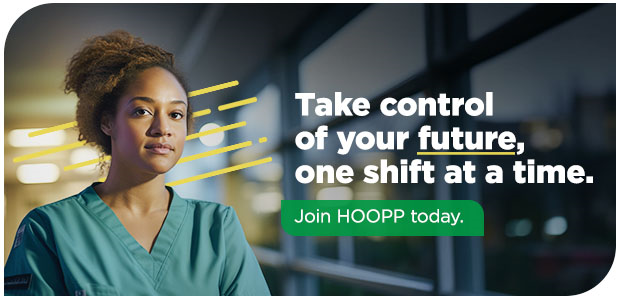 Take control
of your future,
one shift at a time.
Join HOOPP today.